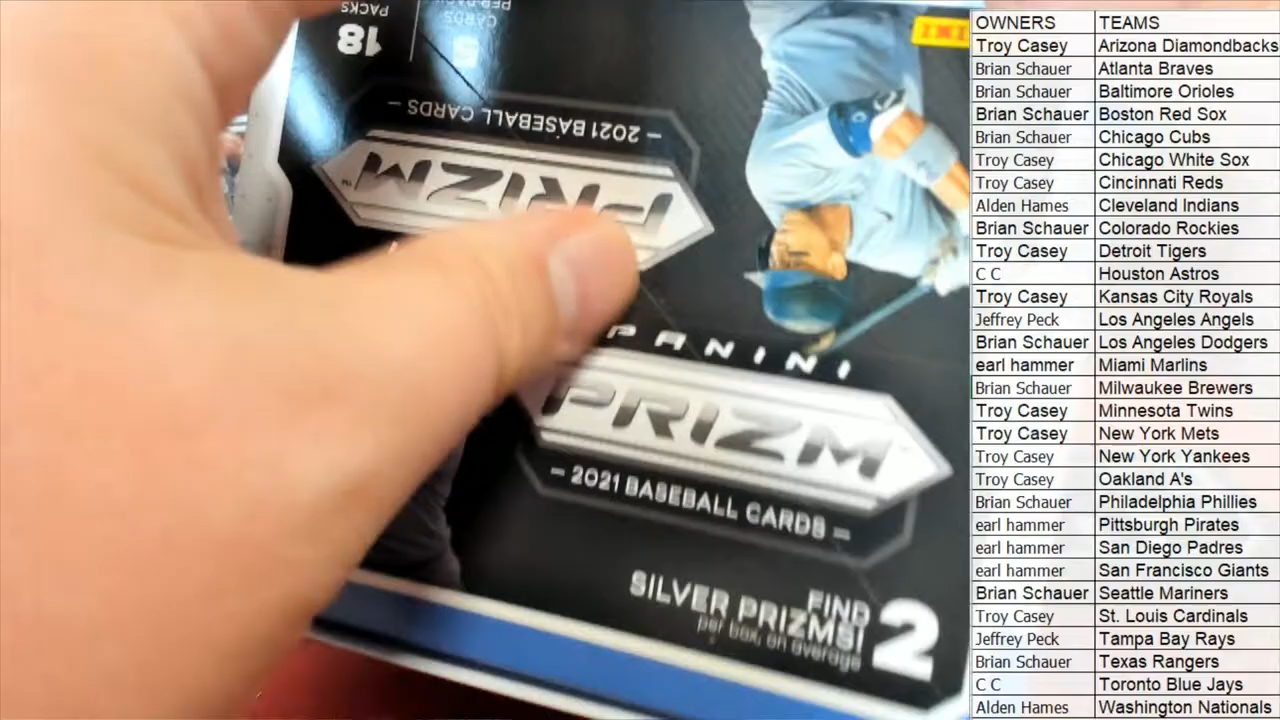 18
PACKS
CARDS
PER PACK
PANINI
— 2021 BASEBALL CARDS —
PRIZM
PANINI
PRIZM
— 2021 BASEBALL CARDS —
FIND 2
SILVER PRIZMS!
per box, on average
OWNERS TEAMS
Troy Casey Arizona Diamondbacks
Brian Schauer Atlanta Braves
Brian Schauer Baltimore Orioles
Brian Schauer Boston Red Sox
Brian Schauer Chicago Cubs
Troy Casey Chicago White Sox
Troy Casey Cincinnati Reds
Alden Hames Cleveland Indians
Brian Schauer Colorado Rockies
Troy Casey Detroit Tigers
C C Houston Astros
Troy Casey Kansas City Royals
Jeffrey Peck Los Angeles Angels
Brian Schauer Los Angeles Dodgers
earl hammer Miami Marlins
Brian Schauer Milwaukee Brewers
Troy Casey Minnesota Twins
Troy Casey New York Mets
Troy Casey New York Yankees
Troy Casey Oakland A's
Brian Schauer Philadelphia Phillies
earl hammer Pittsburgh Pirates
earl hammer San Diego Padres
earl hammer San Francisco Giants
Brian Schauer Seattle Mariners
Troy Casey St. Louis Cardinals
Jeffrey Peck Tampa Bay Rays
Brian Schauer Texas Rangers
C C Toronto Blue Jays
Alden Hames Washington Nationals